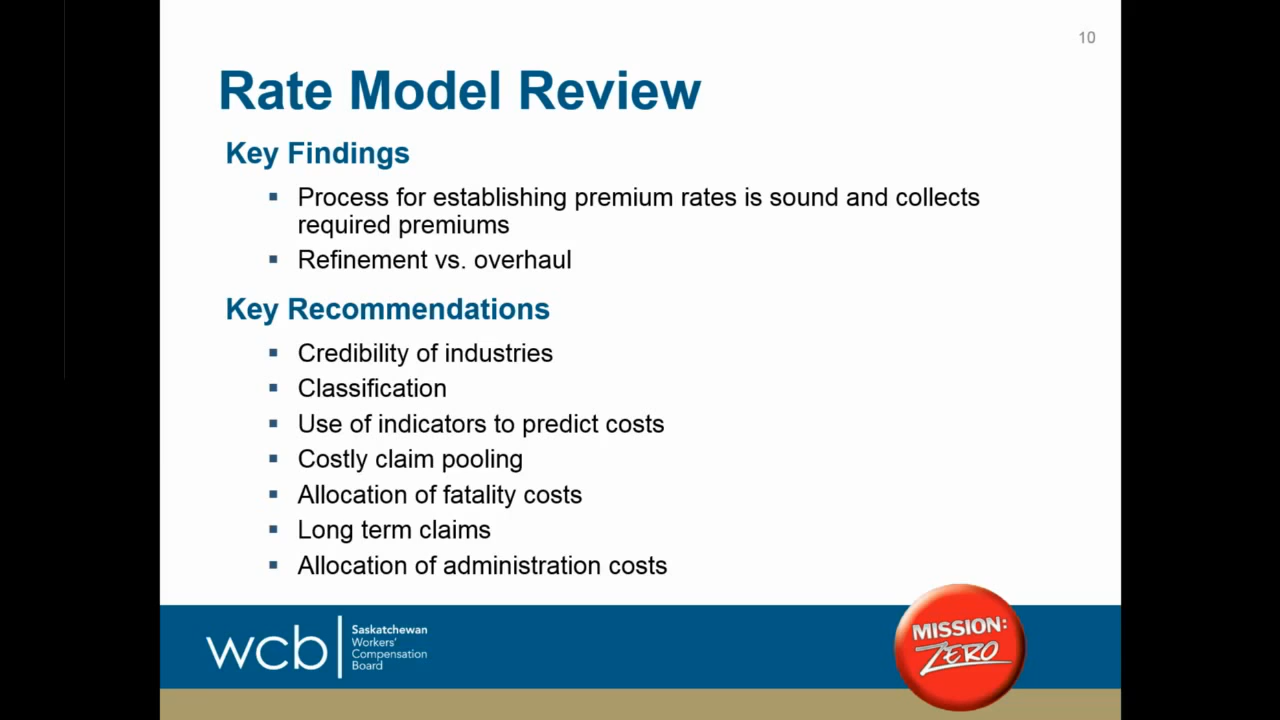 10
Rate Model Review
Key Findings
▪ Process for establishing premium rates is sound and collects
required premiums
▪ Refinement vs. overhaul
Key Recommendations
▪ Credibility of industries
▪ Classification
▪ Use of indicators to predict costs
▪ Costly claim pooling
▪ Allocation of fatality costs
▪ Long term claims
▪ Allocation of administration costs
wcb
Saskatchewan
Workers'
Compensation
Board
MISSION:
ZERO